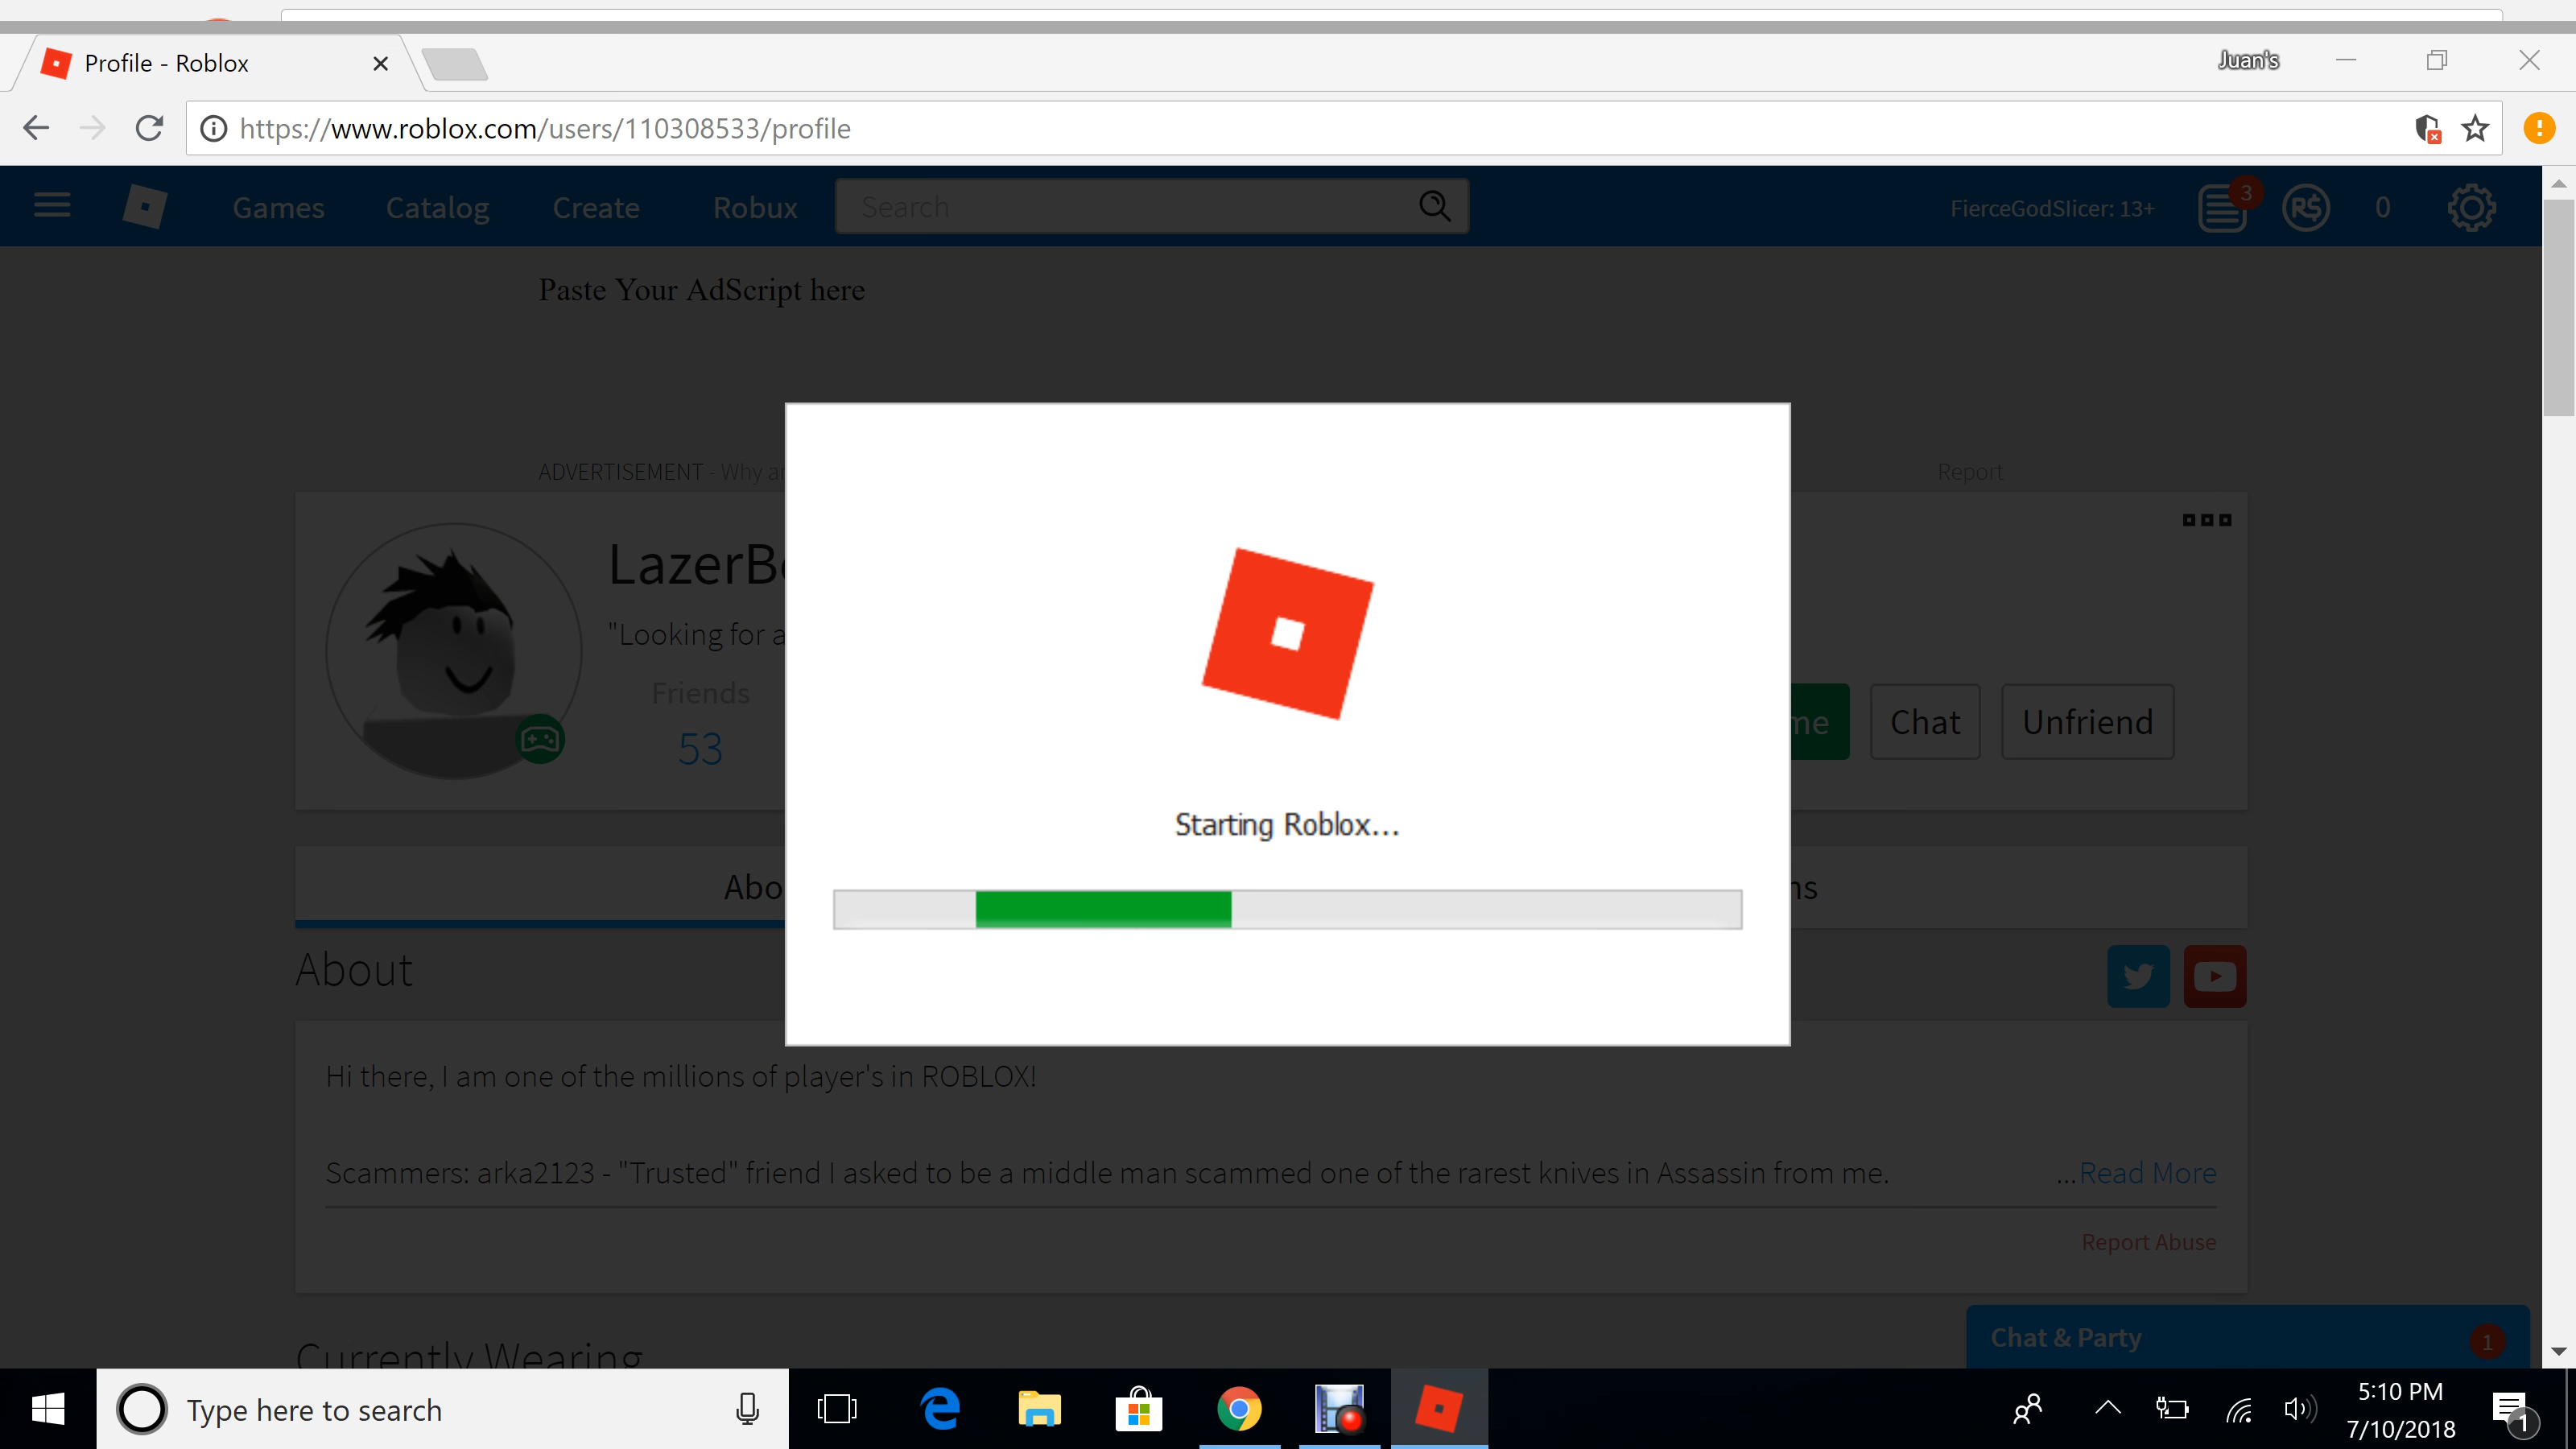 Profile - Roblox
Juan's
https://www.roblox.com/users/110308533/profile
Games Catalog Create Robux Search FierceGodSlicer: 13+ 3 R$ 0
Paste Your AdScript here
ADVERTISEMENT - Why
Report
"Looking for a
Friends
53
Chat Unfriend
Starting Roblox...
About
Hi there, I am one of the millions of player's in ROBLOX!
Scammers: arka2123 - "Trusted" friend I asked to be a middle man scammed one of the rarest knives in Assassin from me. ...Read More
Report Abuse
Currently Wearing
Chat & Party 1
Type here to search
5:10 PM
7/10/2018
1